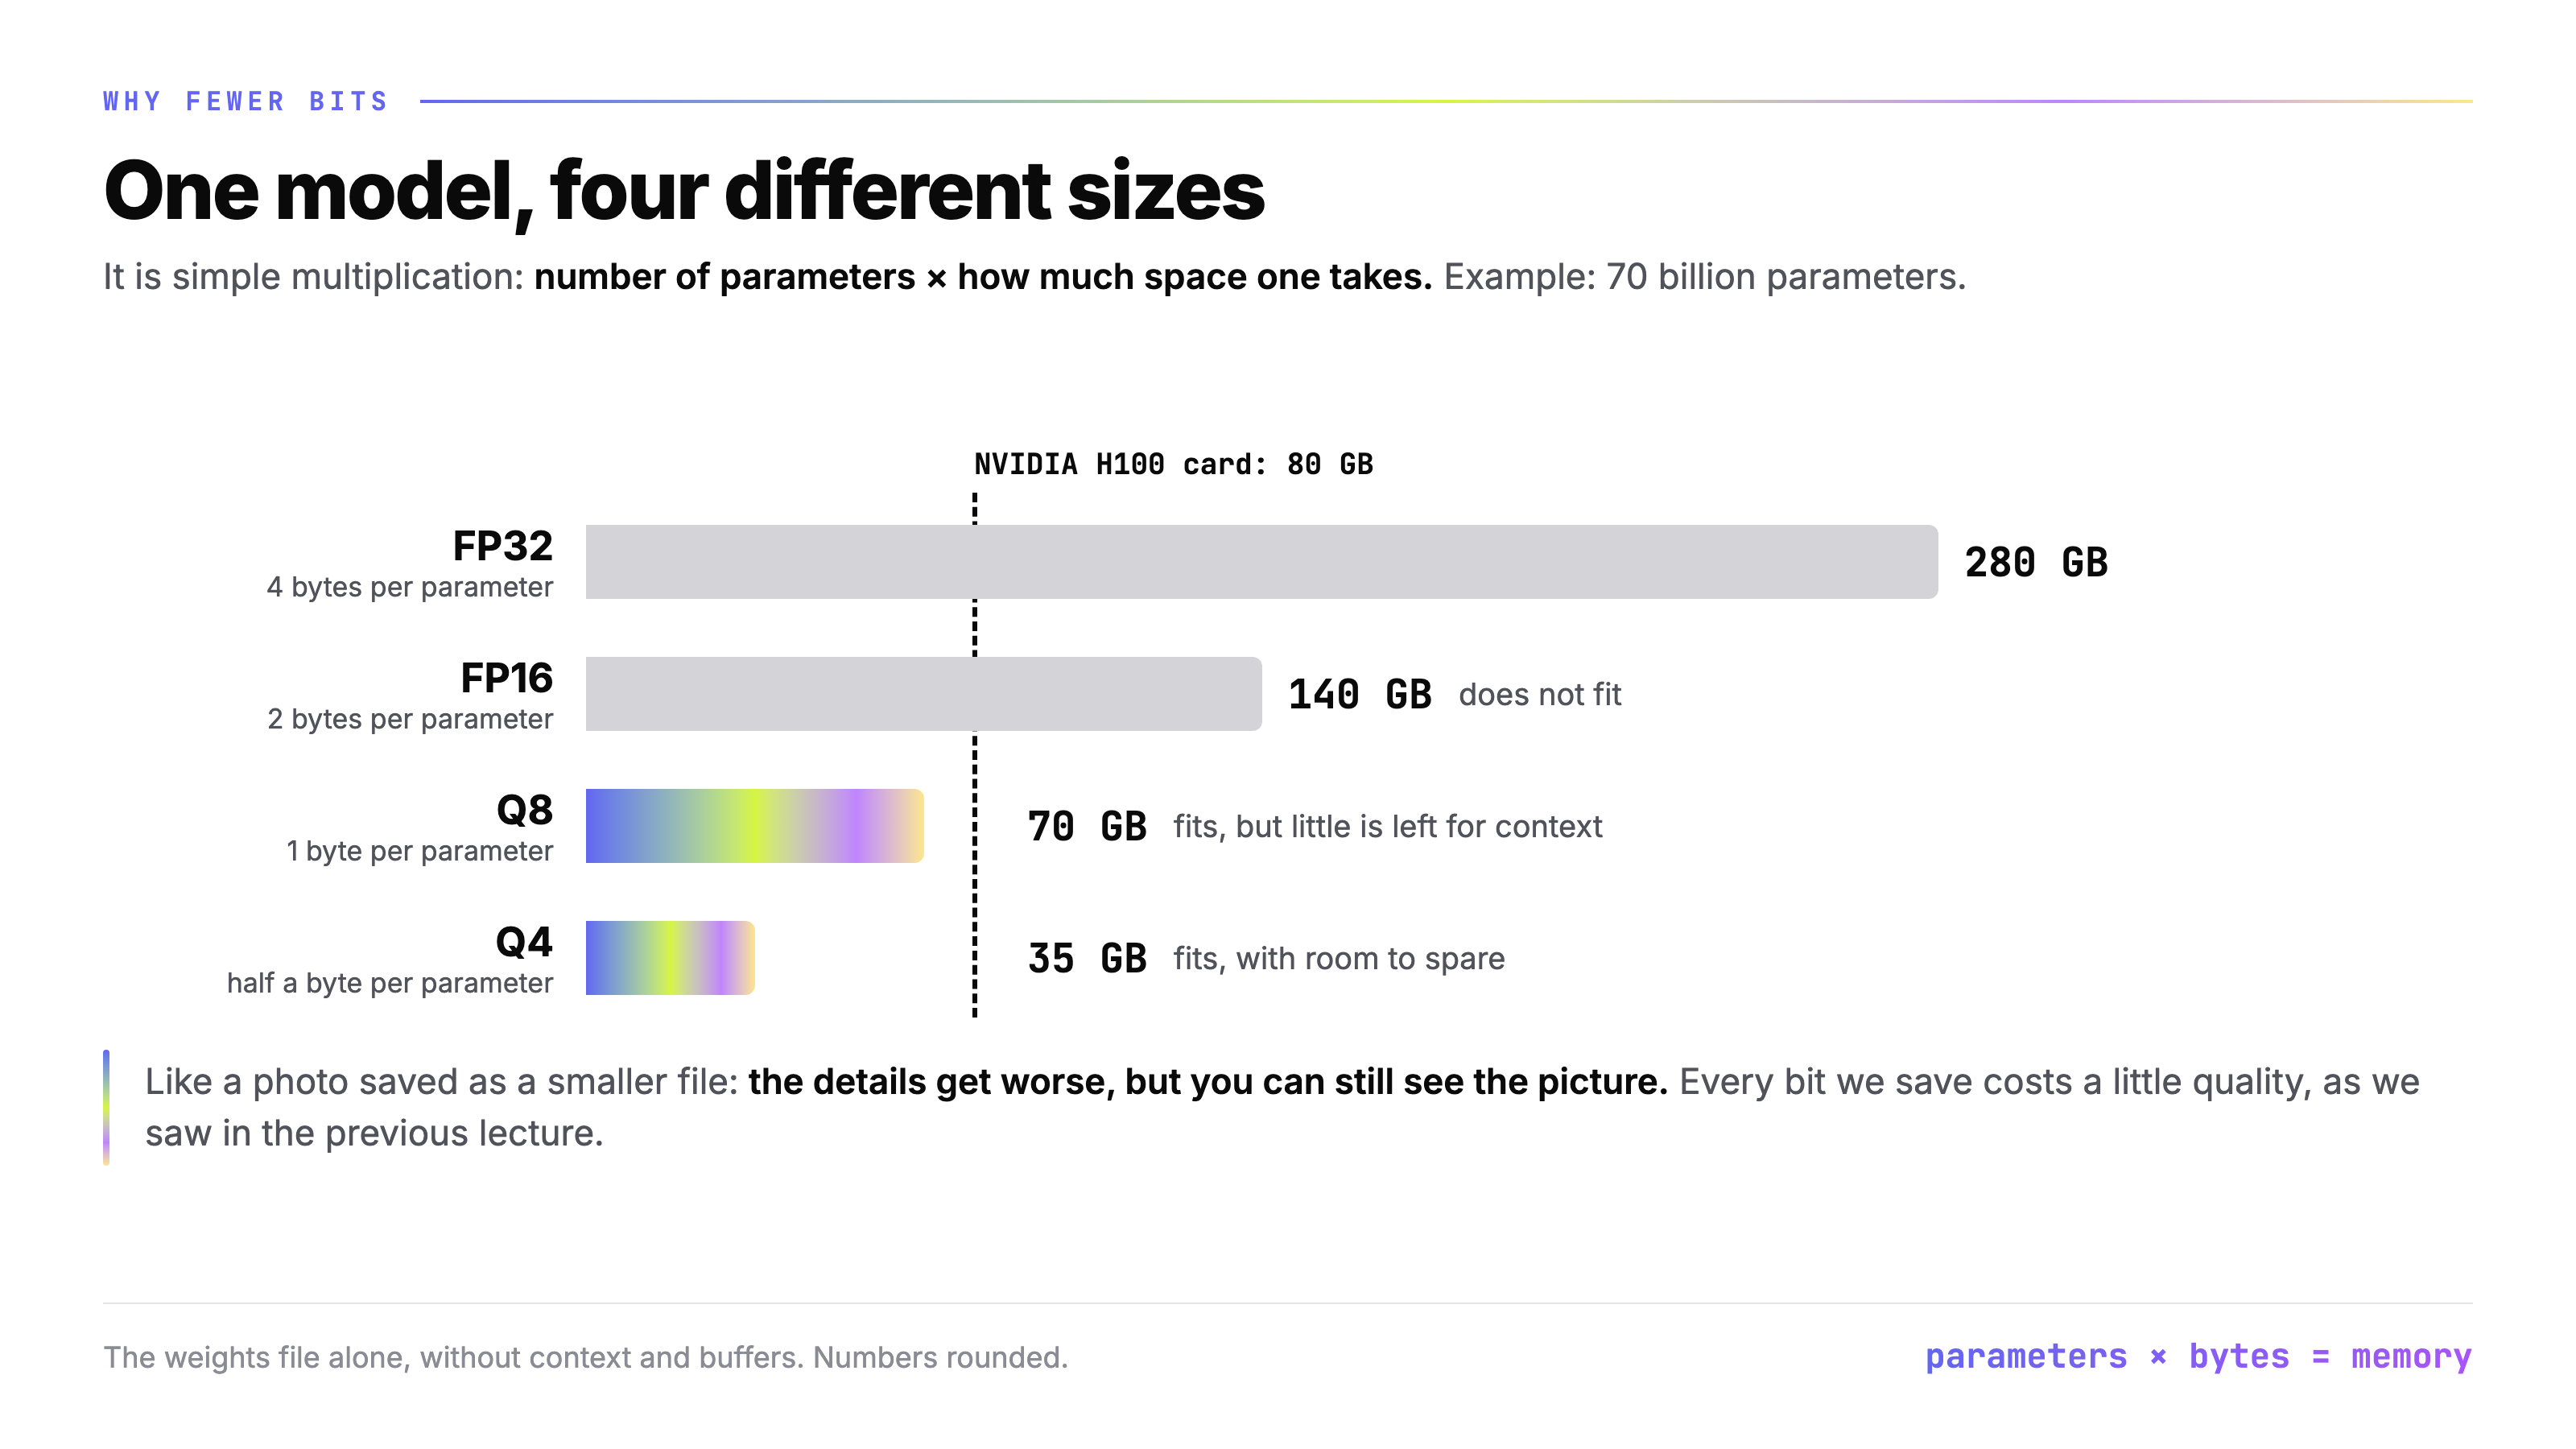 WHY FEWER BITS
One model, four different sizes
It is simple multiplication: number of parameters × how much space one takes. Example: 70 billion parameters.
NVIDIA H100 card: 80 GB
FP32
4 bytes per parameter
280 GB
FP16
2 bytes per parameter
140 GB does not fit
Q8
1 byte per parameter
70 GB fits, but little is left for context
Q4
half a byte per parameter
35 GB fits, with room to spare
Like a photo saved as a smaller file: the details get worse, but you can still see the picture. Every bit we save costs a little quality, as we
saw in the previous lecture.
The weights file alone, without context and buffers. Numbers rounded.
parameters × bytes = memory